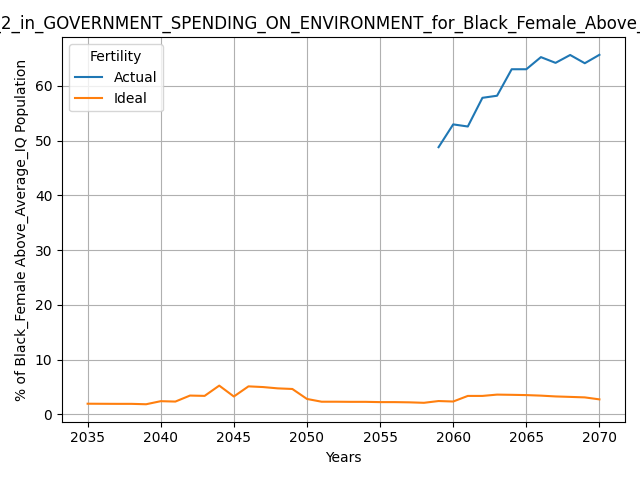 _2_in_GOVERNMENT_SPENDING_ON_ENVIRONMENT_for_Black_Female_Above_
Fertility
Actual
Ideal
% of Black_Female Above_Average_IQ Population
60
50
40
30
20
10
0
2035 2040 2045 2050 2055 2060 2065 2070
Years